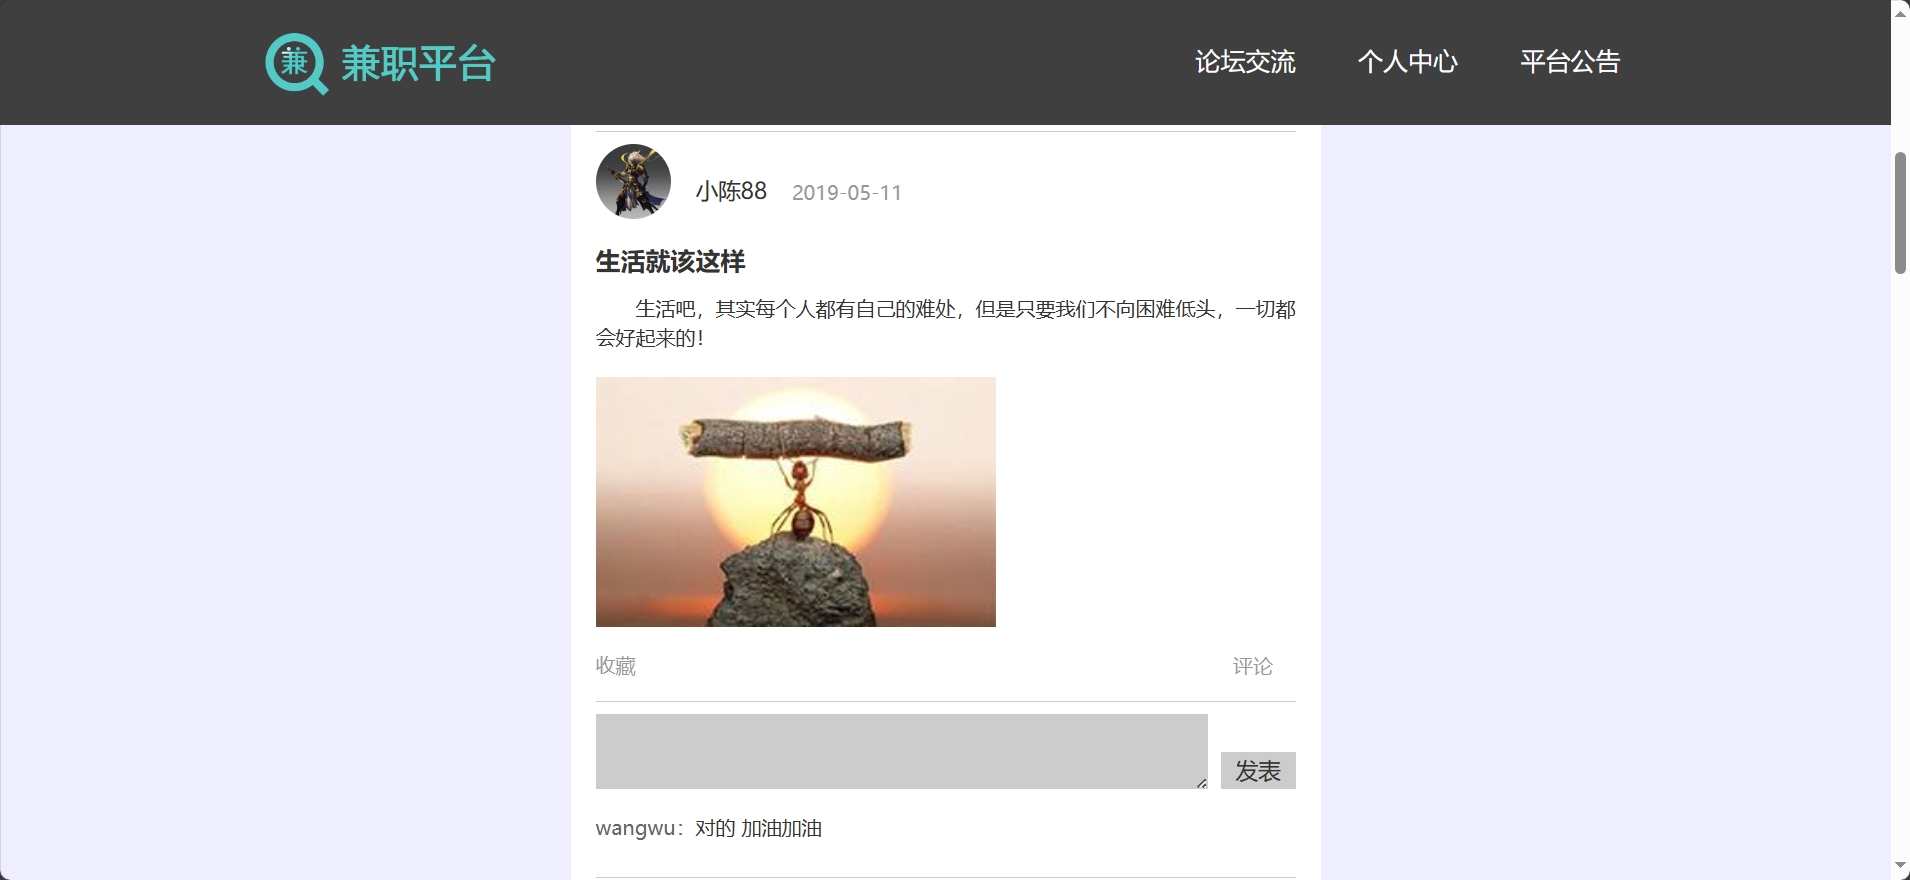 兼 兼职平台
论坛交流 个人中心 平台公告
小陈88 2019-05-11
生活就该这样
生活吧，其实每个人都有自己的难处，但是只要我们不向困难低头，一切都
会好起来的！
收藏 评论
发表
wangwu：对的 加油加油